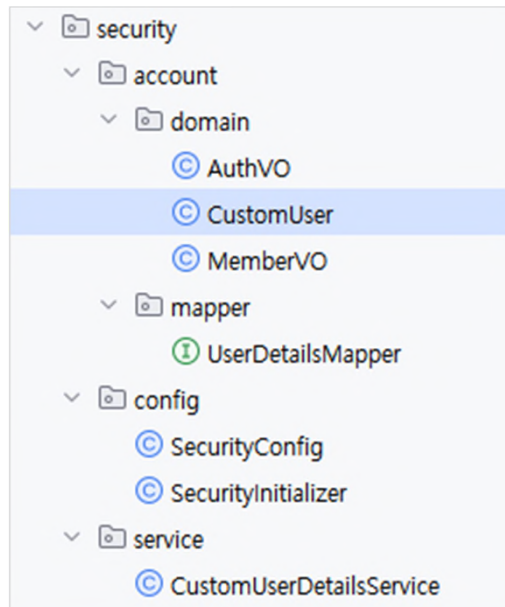 security
account
domain
AuthVO
CustomUser
MemberVO
mapper
UserDetailsMapper
config
SecurityConfig
SecurityInitializer
service
CustomUserDetailsService